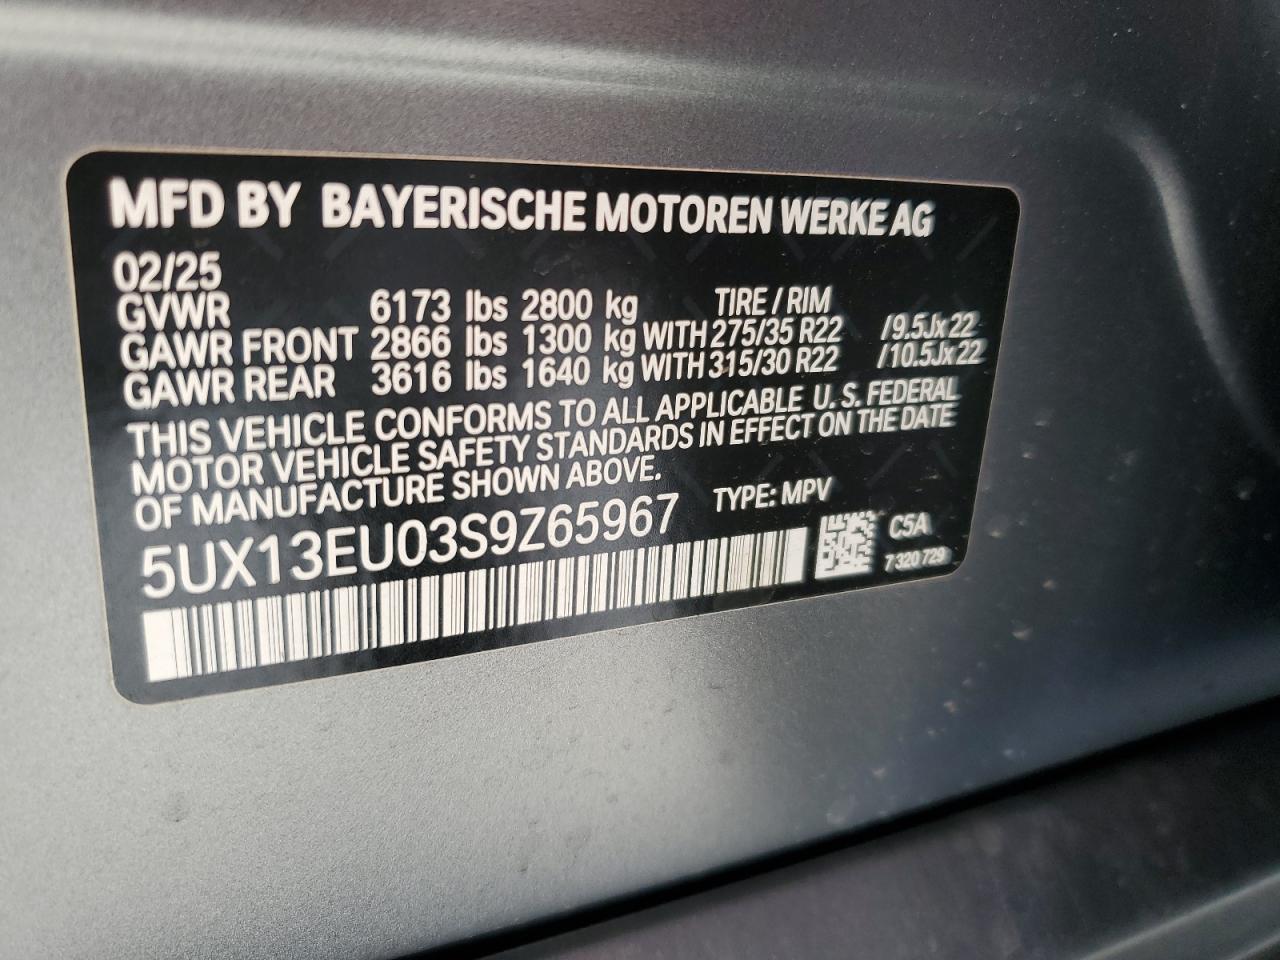 MFD BY BAYERISCHE MOTOREN WERKE AG
02/25
GVWR 6173 lbs 2800 kg TIRE / RIM
GAWR FRONT 2866 lbs 1300 kg WITH 275/35 R22 /9.5Jx22
GAWR REAR 3616 lbs 1640 kg WITH 315/30 R22 /10.5Jx22
THIS VEHICLE CONFORMS TO ALL APPLICABLE U.S. FEDERAL
MOTOR VEHICLE SAFETY STANDARDS IN EFFECT ON THE DATE
OF MANUFACTURE SHOWN ABOVE.
5UX13EU03S9Z65967 TYPE: MPV
C5A
7 320 729